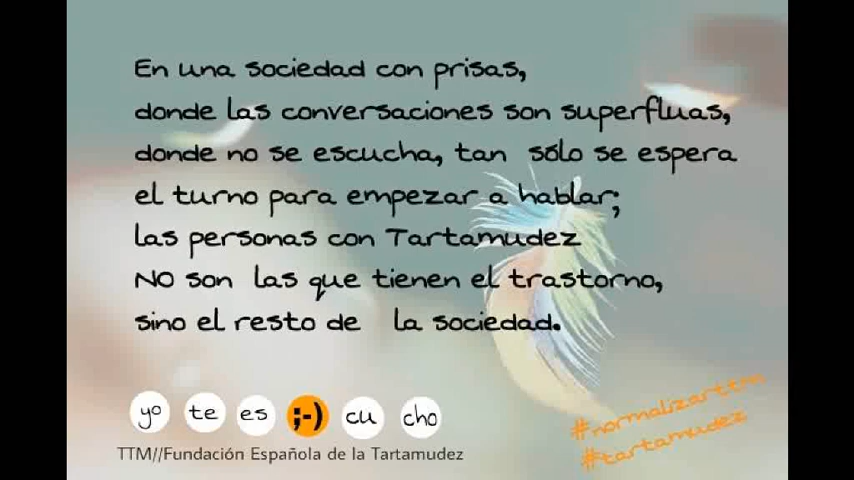 En una sociedad con prisas,
donde las conversaciones son superfluas,
donde no se escucha, tan sólo se espera
el turno para empezar a hablar;
las personas con Tartamudez
NO son las que tienen el trastorno,
sino el resto de la sociedad.
yo te es ;-) cu cho
TTM//Fundación Española de la Tartamudez
#normalizarttm
#tartamudez